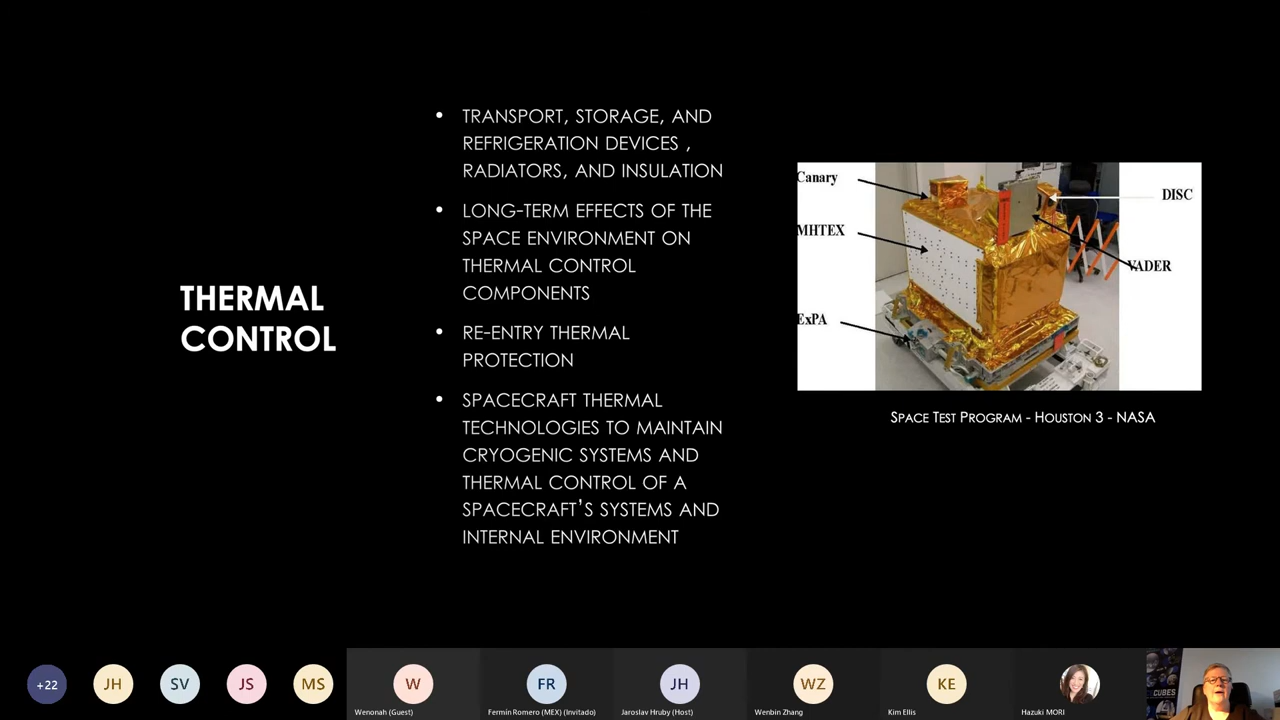 THERMAL
CONTROL
• TRANSPORT, STORAGE, AND
REFRIGERATION DEVICES ,
RADIATORS, AND INSULATION
• LONG-TERM EFFECTS OF THE
SPACE ENVIRONMENT ON
THERMAL CONTROL
COMPONENTS
• RE-ENTRY THERMAL
PROTECTION
• SPACECRAFT THERMAL
TECHNOLOGIES TO MAINTAIN
CRYOGENIC SYSTEMS AND
THERMAL CONTROL OF A
SPACECRAFT'S SYSTEMS AND
INTERNAL ENVIRONMENT
Canary
DISC
MHTEX
VADER
ExPA
SPACE TEST PROGRAM - HOUSTON 3 - NASA
+22
JH
SV
JS
MS
W
FR
JH
WZ
KE
CUBES
Wenonah (Guest)
Fermín Romero (MEX) (Invitado)
Jaroslav Hruby (Host)
Wenbin Zhang
Kim Ellis
Hazuki MORI